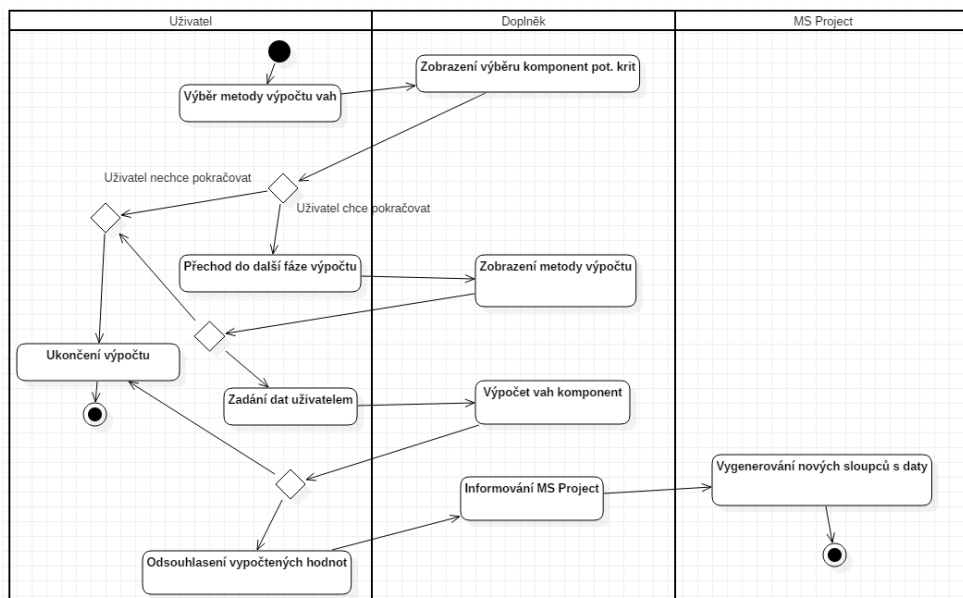 Uživatel
Doplněk
MS Project
Zobrazení výběru komponent pot. krit
Výběr metody výpočtu vah
Uživatel nechce pokračovat
Uživatel chce pokračovat
Přechod do další fáze výpočtu
Zobrazení metody výpočtu
Ukončení výpočtu
Zadání dat uživatelem
Výpočet vah komponent
Vygenerování nových sloupců s daty
Informování MS Project
Odsouhlasení vypočtených hodnot